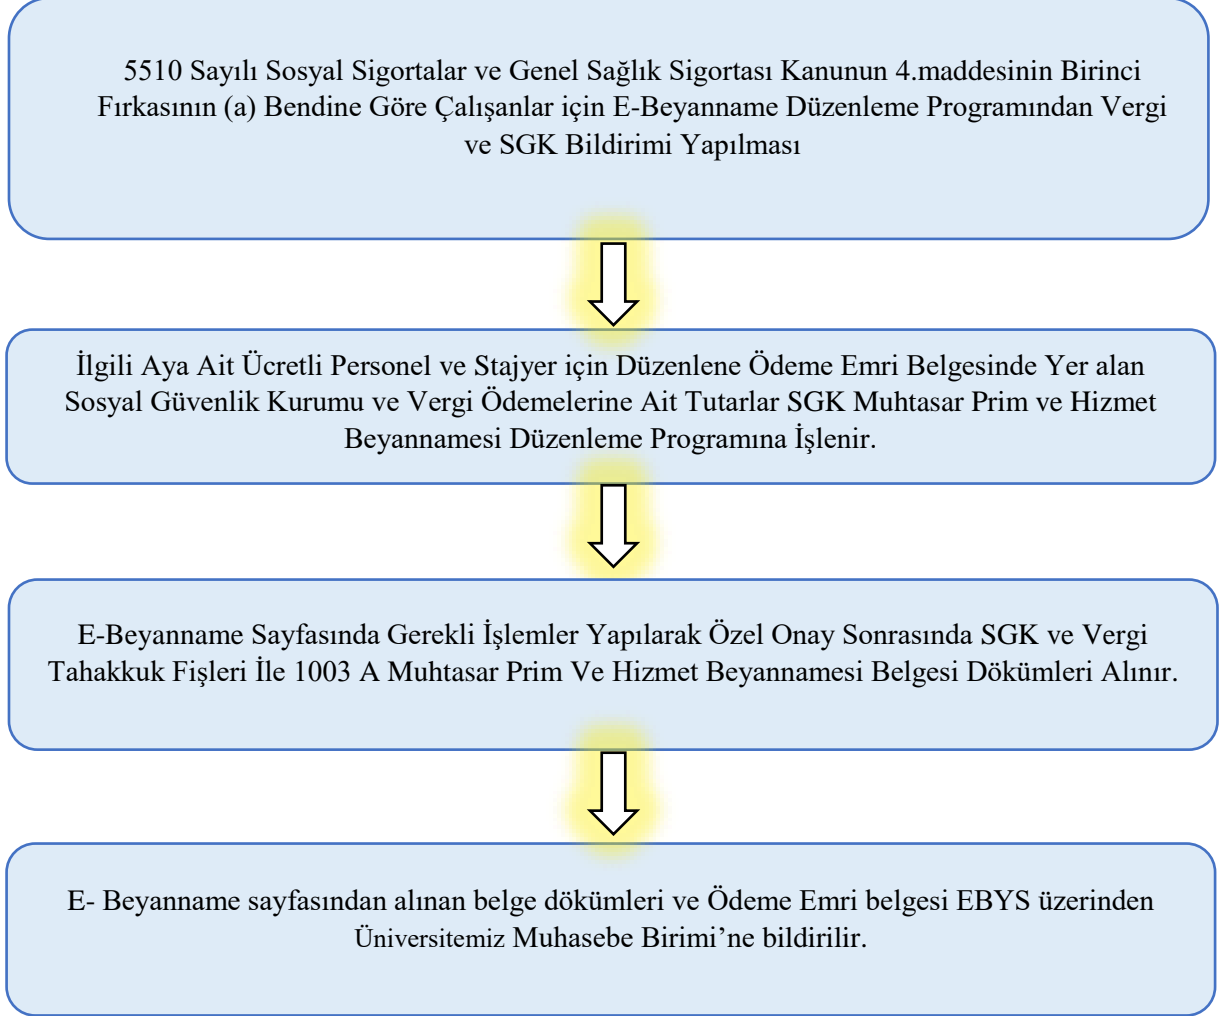 5510 Sayılı Sosyal Sigortalar ve Genel Sağlık Sigortası Kanunun 4.maddesinin Birinci
Fırkasının (a) Bendine Göre Çalışanlar için E-Beyanname Düzenleme Programından Vergi
ve SGK Bildirimi Yapılması
İlgili Aya Ait Ücretli Personel ve Stajyer için Düzenlene Ödeme Emri Belgesinde Yer alan
Sosyal Güvenlik Kurumu ve Vergi Ödemelerine Ait Tutarlar SGK Muhtasar Prim ve Hizmet
Beyannamesi Düzenleme Programına İşlenir.
E-Beyanname Sayfasında Gerekli İşlemler Yapılarak Özel Onay Sonrasında SGK ve Vergi
Tahakkuk Fişleri İle 1003 A Muhtasar Prim Ve Hizmet Beyannamesi Belgesi Dökümleri Alınır.
E- Beyanname sayfasından alınan belge dökümleri ve Ödeme Emri belgesi EBYS üzerinden
Üniversitemiz Muhasebe Birimi’ne bildirilir.